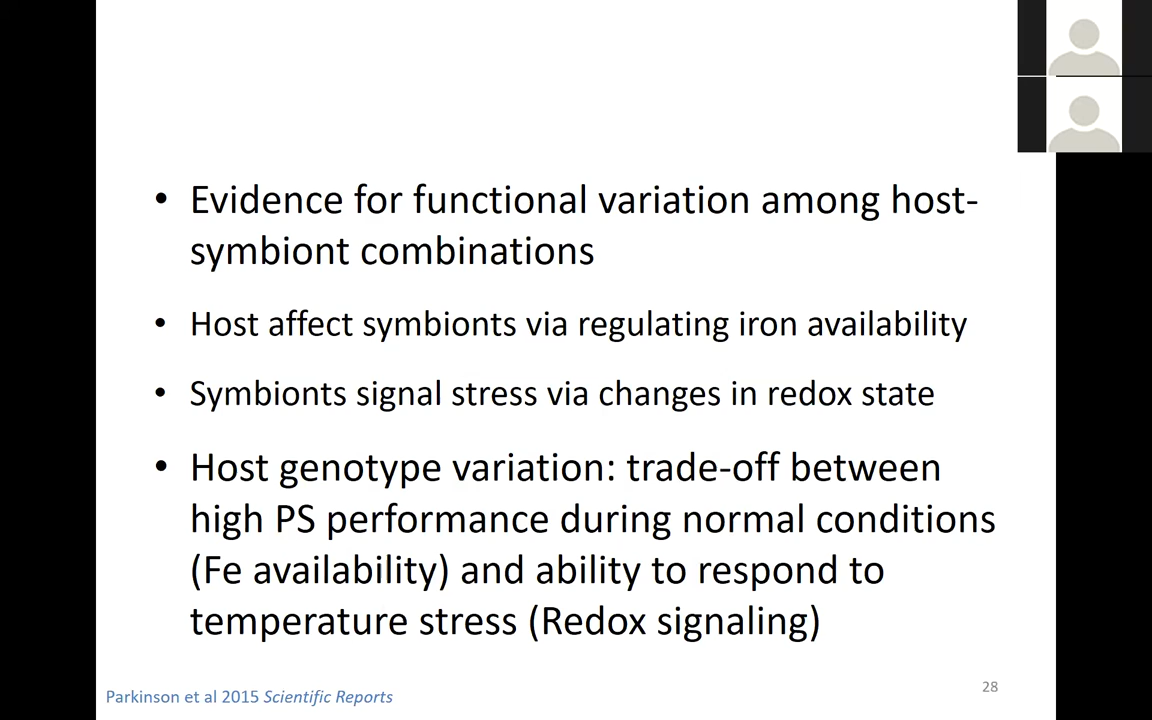 • Evidence for functional variation among host-
symbiont combinations
• Host affect symbionts via regulating iron availability
• Symbionts signal stress via changes in redox state
• Host genotype variation: trade-off between
high PS performance during normal conditions
(Fe availability) and ability to respond to
temperature stress (Redox signaling)
Parkinson et al 2015 Scientific Reports
28